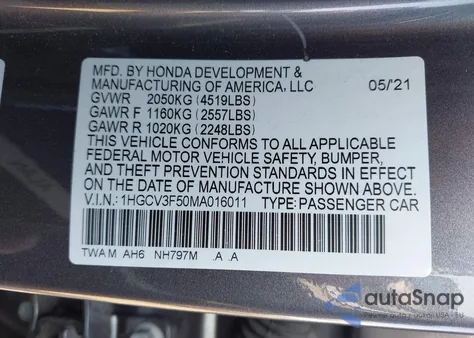 MFD. BY HONDA DEVELOPMENT &
MANUFACTURING OF AMERICA, LLC 05/21
GVWR 2050KG (4519LBS)
GAWR F 1160KG (2557LBS)
GAWR R 1020KG (2248LBS)
THIS VEHICLE CONFORMS TO ALL APPLICABLE
FEDERAL MOTOR VEHICLE SAFETY, BUMPER,
AND THEFT PREVENTION STANDARDS IN EFFECT
ON THE DATE OF MANUFACTURE SHOWN ABOVE.
V.I.N.: 1HGCV3F50MA016011 TYPE: PASSENGER CAR
TWA M AH6 NH797M .A .A
autoSnap